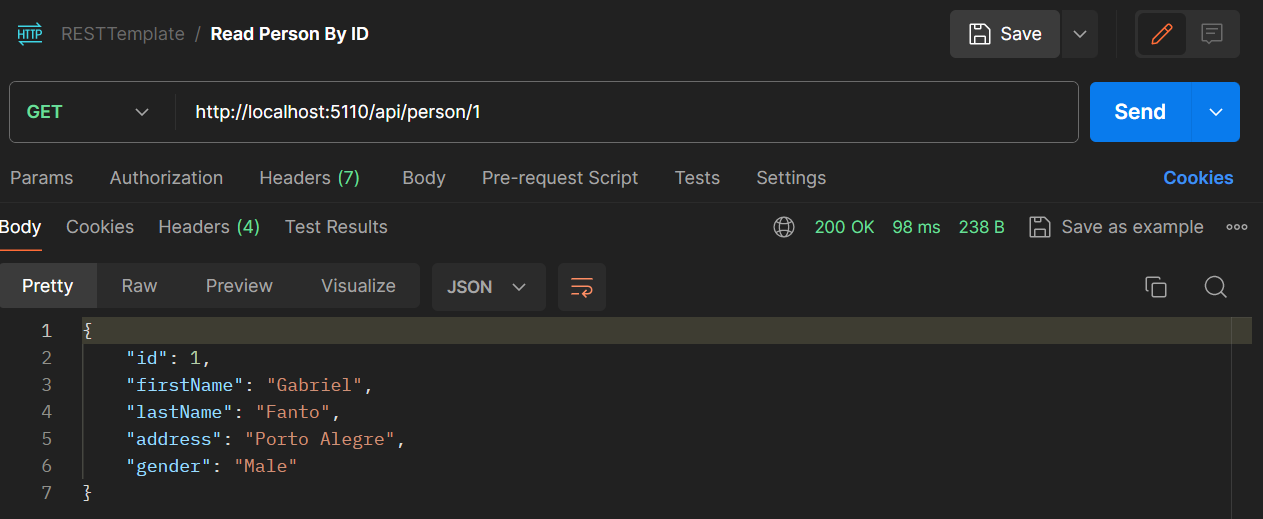 HTTP RESTTemplate / Read Person By ID Save
GET http://localhost:5110/api/person/1 Send
Params Authorization Headers (7) Body Pre-request Script Tests Settings Cookies
Body Cookies Headers (4) Test Results 200 OK 98 ms 238 B Save as example
Pretty Raw Preview Visualize JSON
1 {
2 "id": 1,
3 "firstName": "Gabriel",
4 "lastName": "Fanto",
5 "address": "Porto Alegre",
6 "gender": "Male"
7 }